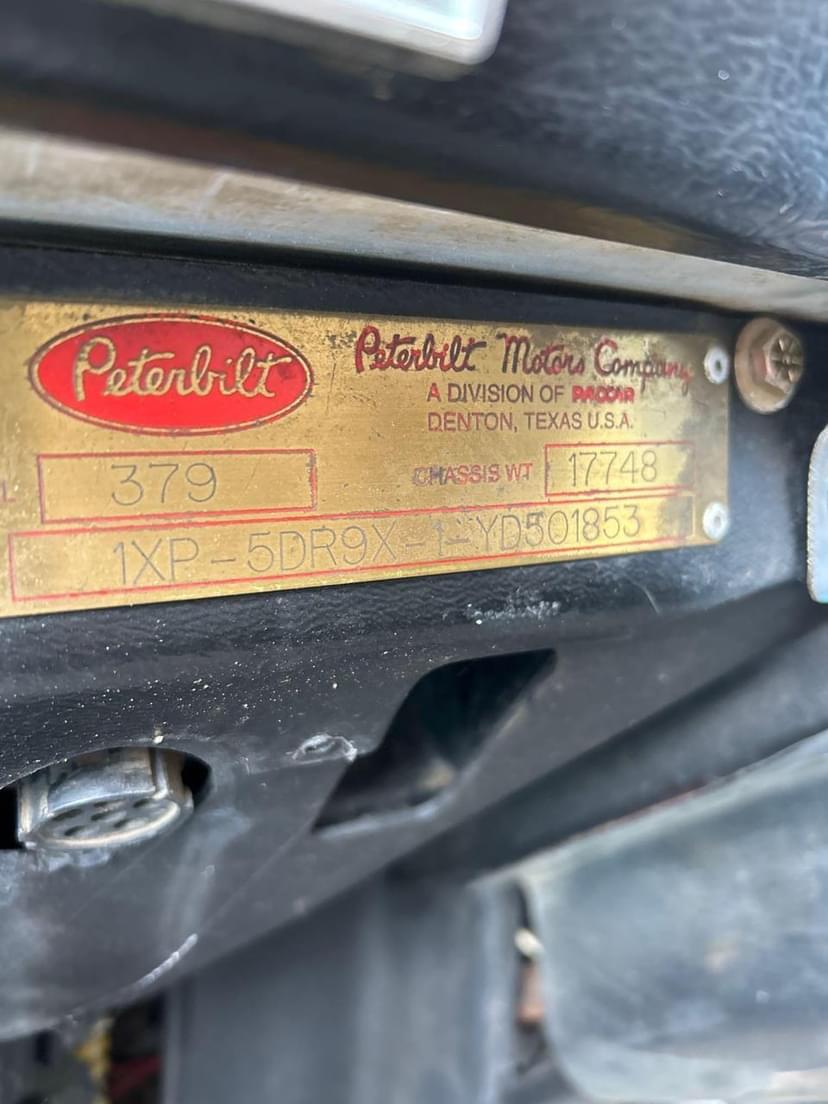 Peterbilt
Peterbilt Motors Company
A DIVISION OF PACCAR
DENTON, TEXAS U.S.A.
L 379 CHASSIS WT 17748
1XP-5DR9X-1-YD501853